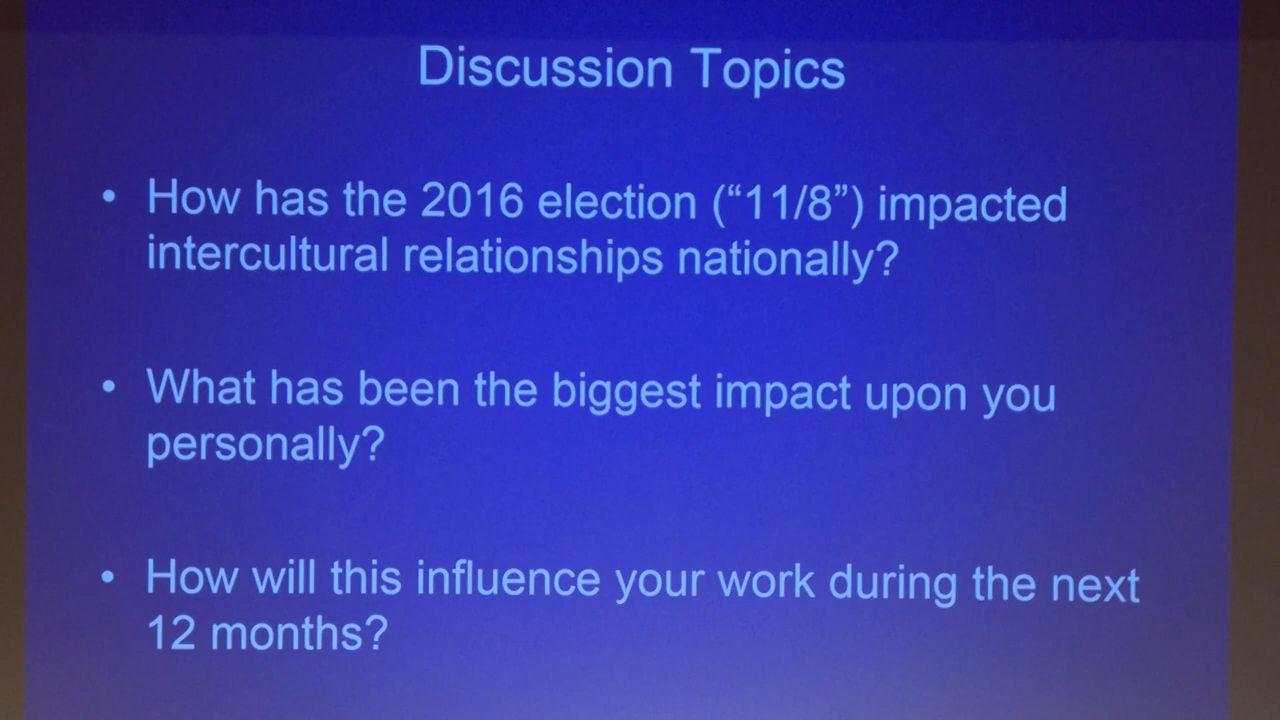 Discussion Topics
• How has the 2016 election (“11/8”) impacted
intercultural relationships nationally?
• What has been the biggest impact upon you
personally?
• How will this influence your work during the next
12 months?